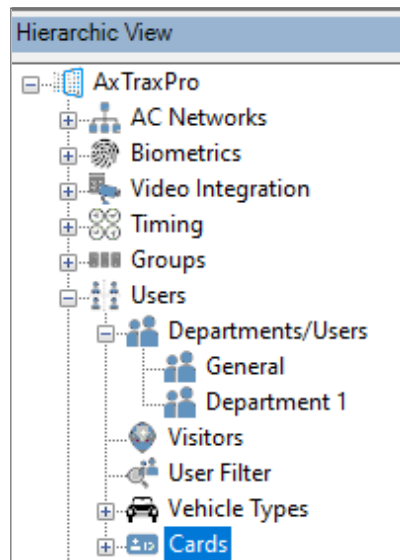 Hierarchic View
AxTraxPro
AC Networks
Biometrics
Video Integration
Timing
Groups
Users
Departments/Users
General
Department 1
Visitors
User Filter
Vehicle Types
Cards